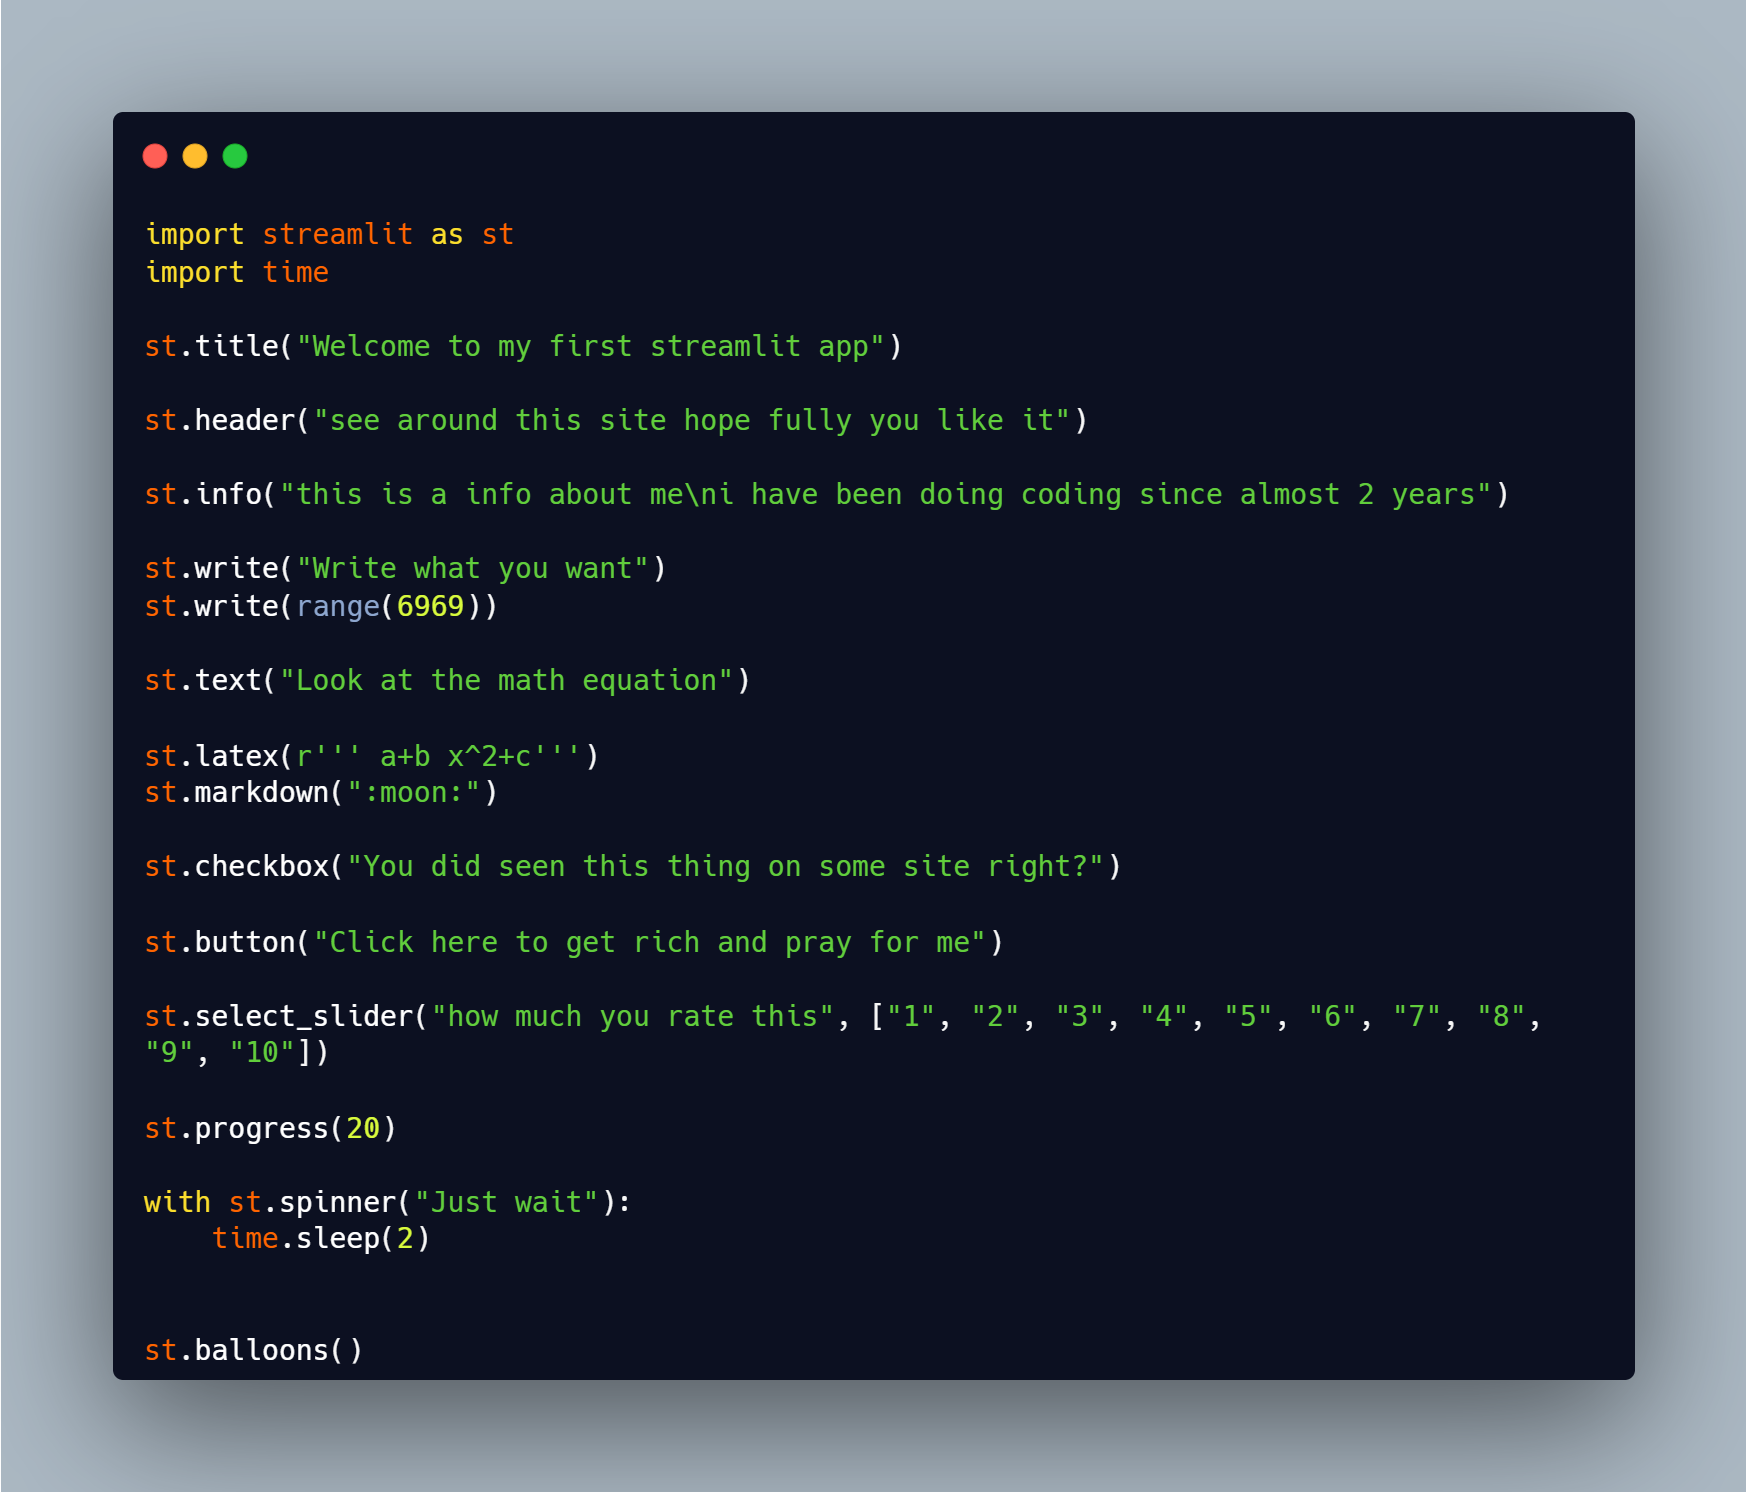 import streamlit as st
import time
st.title("Welcome to my first streamlit app")
st.header("see around this site hope fully you like it")
st.info("this is a info about me\ni have been doing coding since almost 2 years")
st.write("Write what you want")
st.write(range(6969))
st.text("Look at the math equation")
st.latex(r''' a+b x^2+c''')
st.markdown(":moon:")
st.checkbox("You did seen this thing on some site right?")
st.button("Click here to get rich and pray for me")
st.select_slider("how much you rate this", ["1", "2", "3", "4", "5", "6", "7", "8",
"9", "10"])
st.progress(20)
with st.spinner("Just wait"):
    time.sleep(2)
st.balloons()